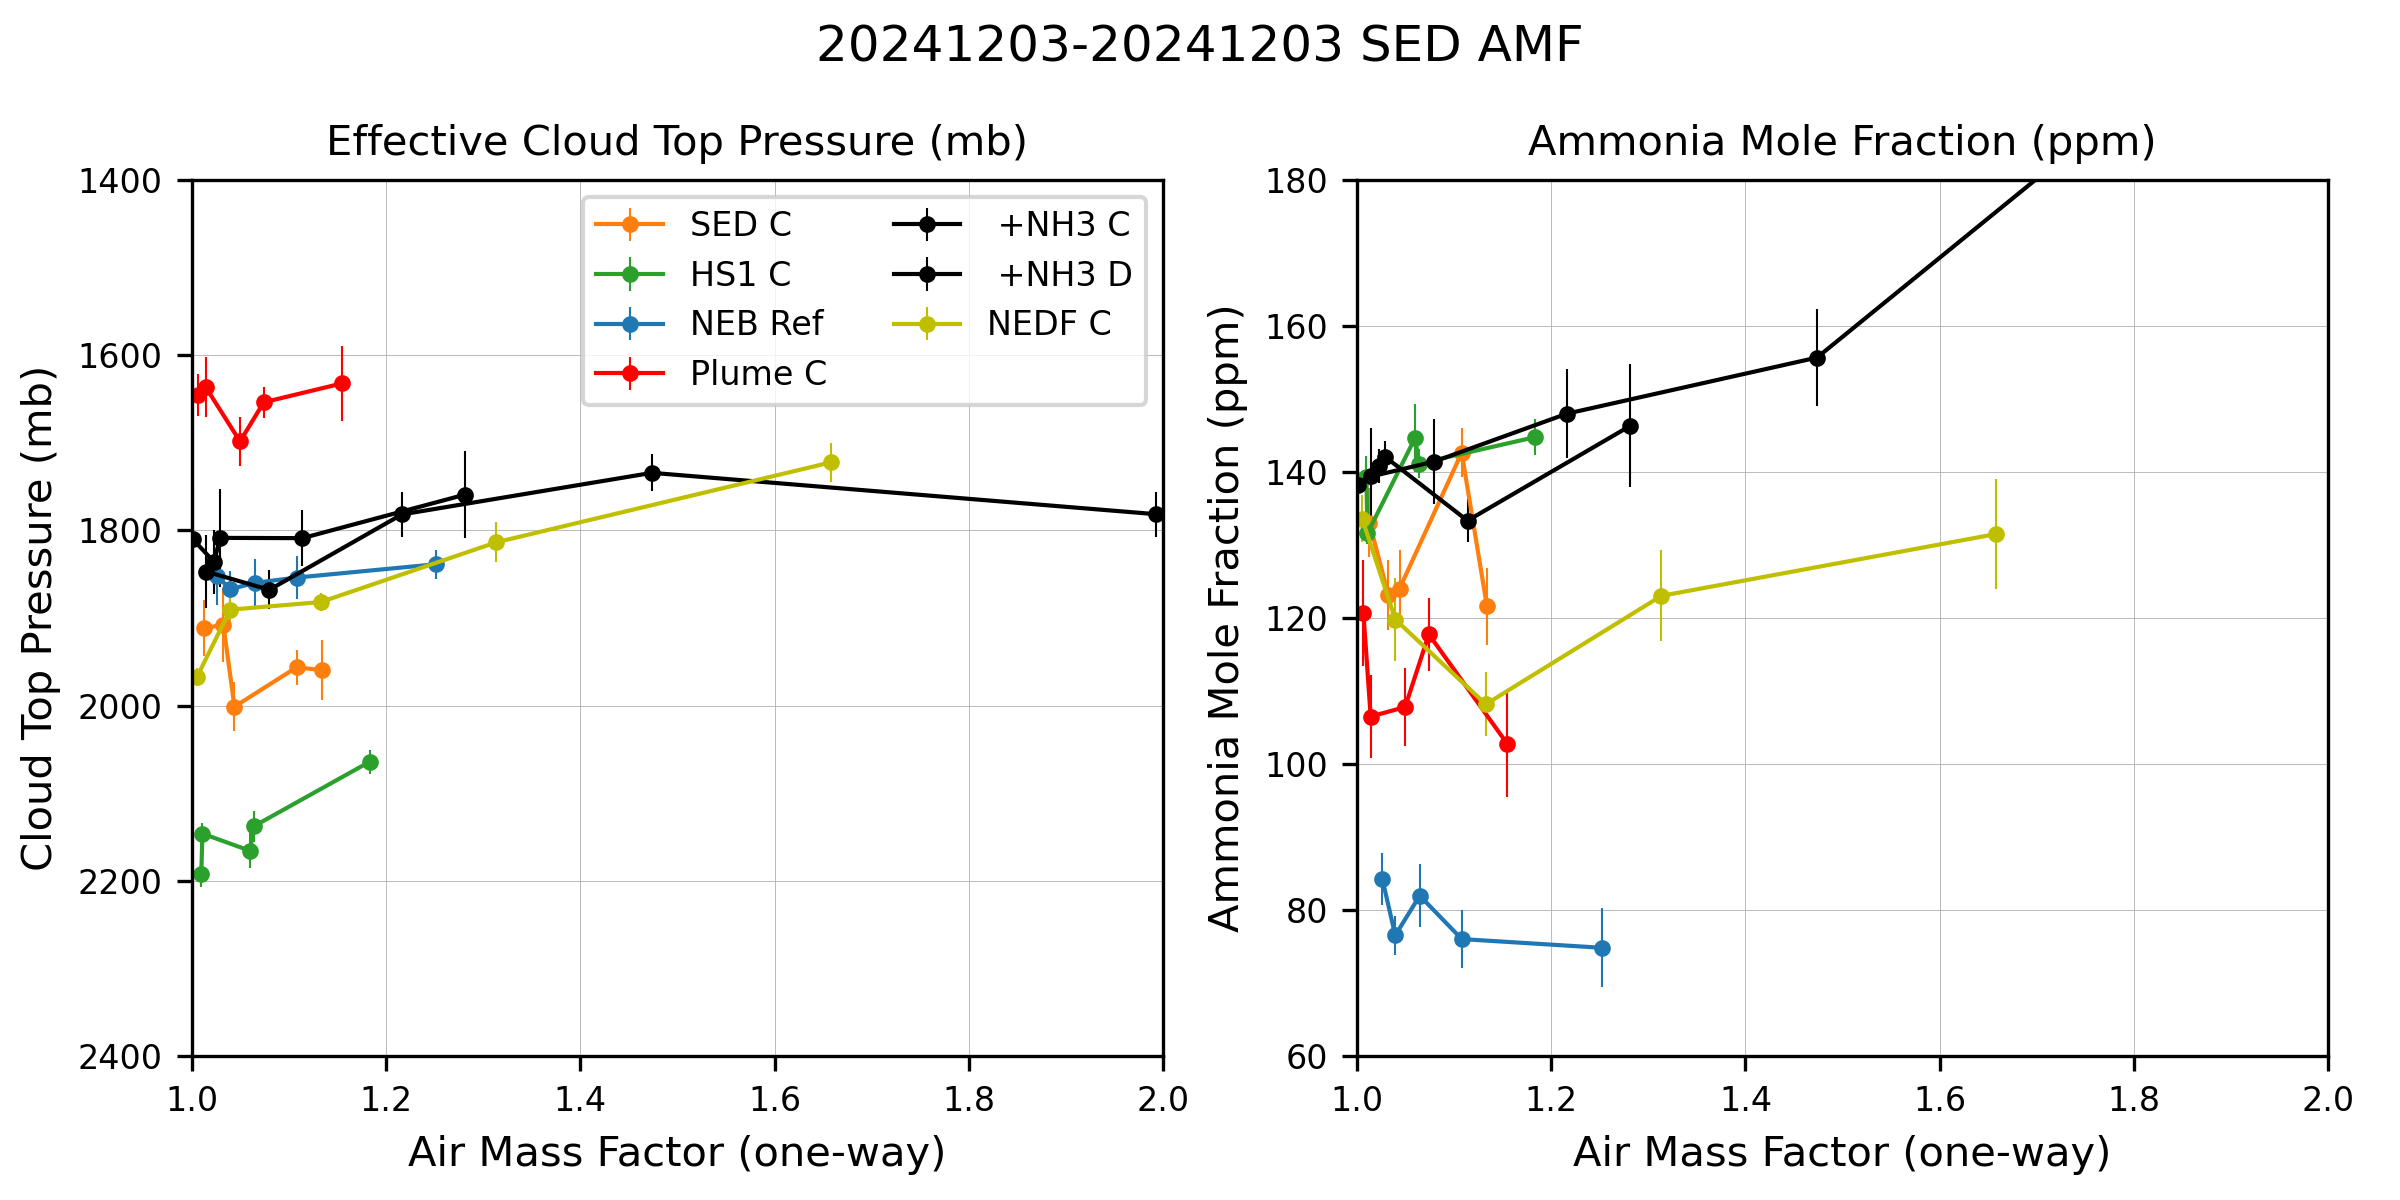 20241203-20241203 SED AMF
Effective Cloud Top Pressure (mb)
Cloud Top Pressure (mb)
1400
1600
1800
2000
2200
2400
SED C
HS1 C
NEB Ref
Plume C
+NH3 C
+NH3 D
NEDF C
1.0 1.2 1.4 1.6 1.8 2.0
Air Mass Factor (one-way)
Ammonia Mole Fraction (ppm)
Ammonia Mole Fraction (ppm)
180
160
140
120
100
80
60
1.0 1.2 1.4 1.6 1.8 2.0
Air Mass Factor (one-way)